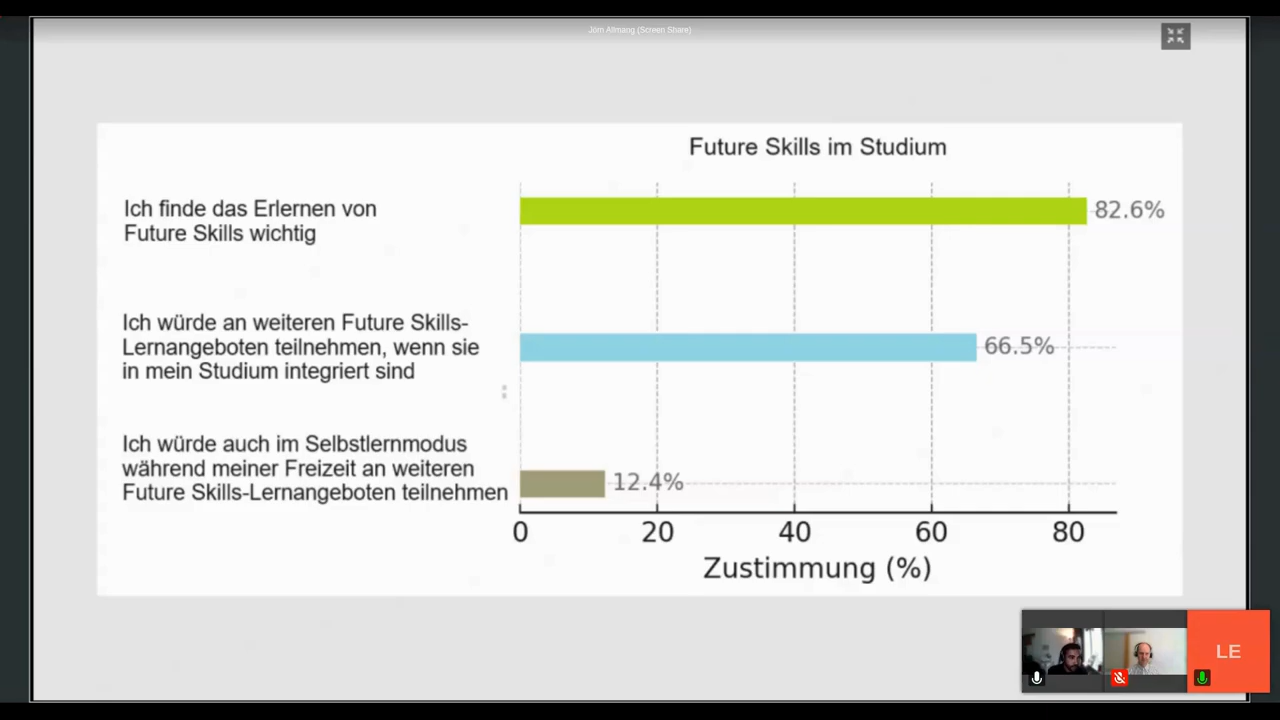 Jörn Allmang (Screen Share)
Future Skills im Studium
Ich finde das Erlernen von
Future Skills wichtig
82.6%
Ich würde an weiteren Future Skills-
Lernangeboten teilnehmen, wenn sie
in mein Studium integriert sind
66.5%
Ich würde auch im Selbstlernmodus
während meiner Freizeit an weiteren
Future Skills-Lernangeboten teilnehmen
12.4%
0 20 40 60 80
Zustimmung (%)
LE